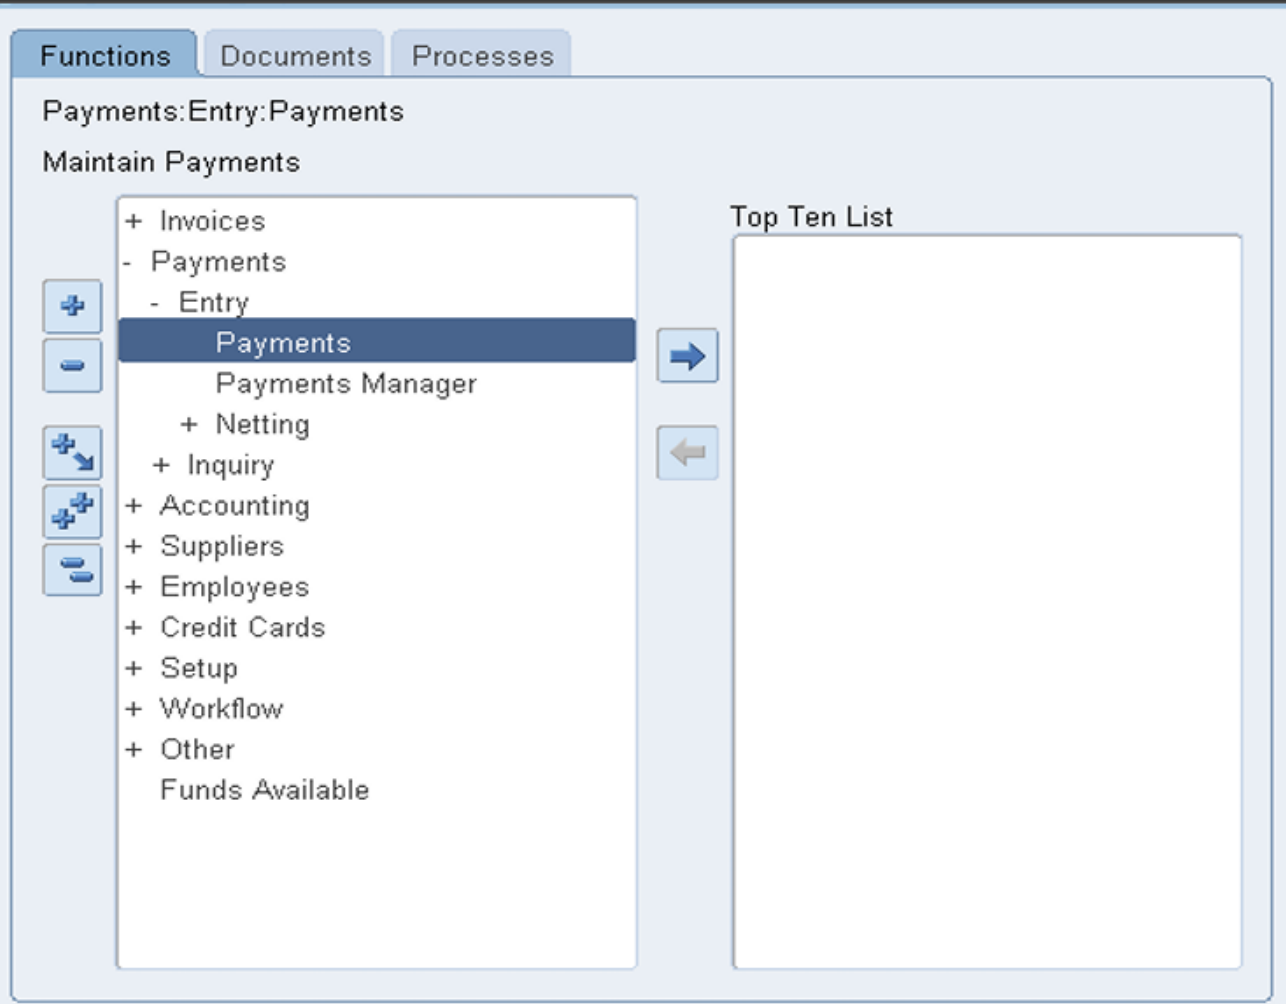 Functions Documents Processes
Payments:Entry:Payments
Maintain Payments
+ Invoices
- Payments
- Entry
Payments
Payments Manager
+ Netting
+ Inquiry
+ Accounting
+ Suppliers
+ Employees
+ Credit Cards
+ Setup
+ Workflow
+ Other
Funds Available
Top Ten List